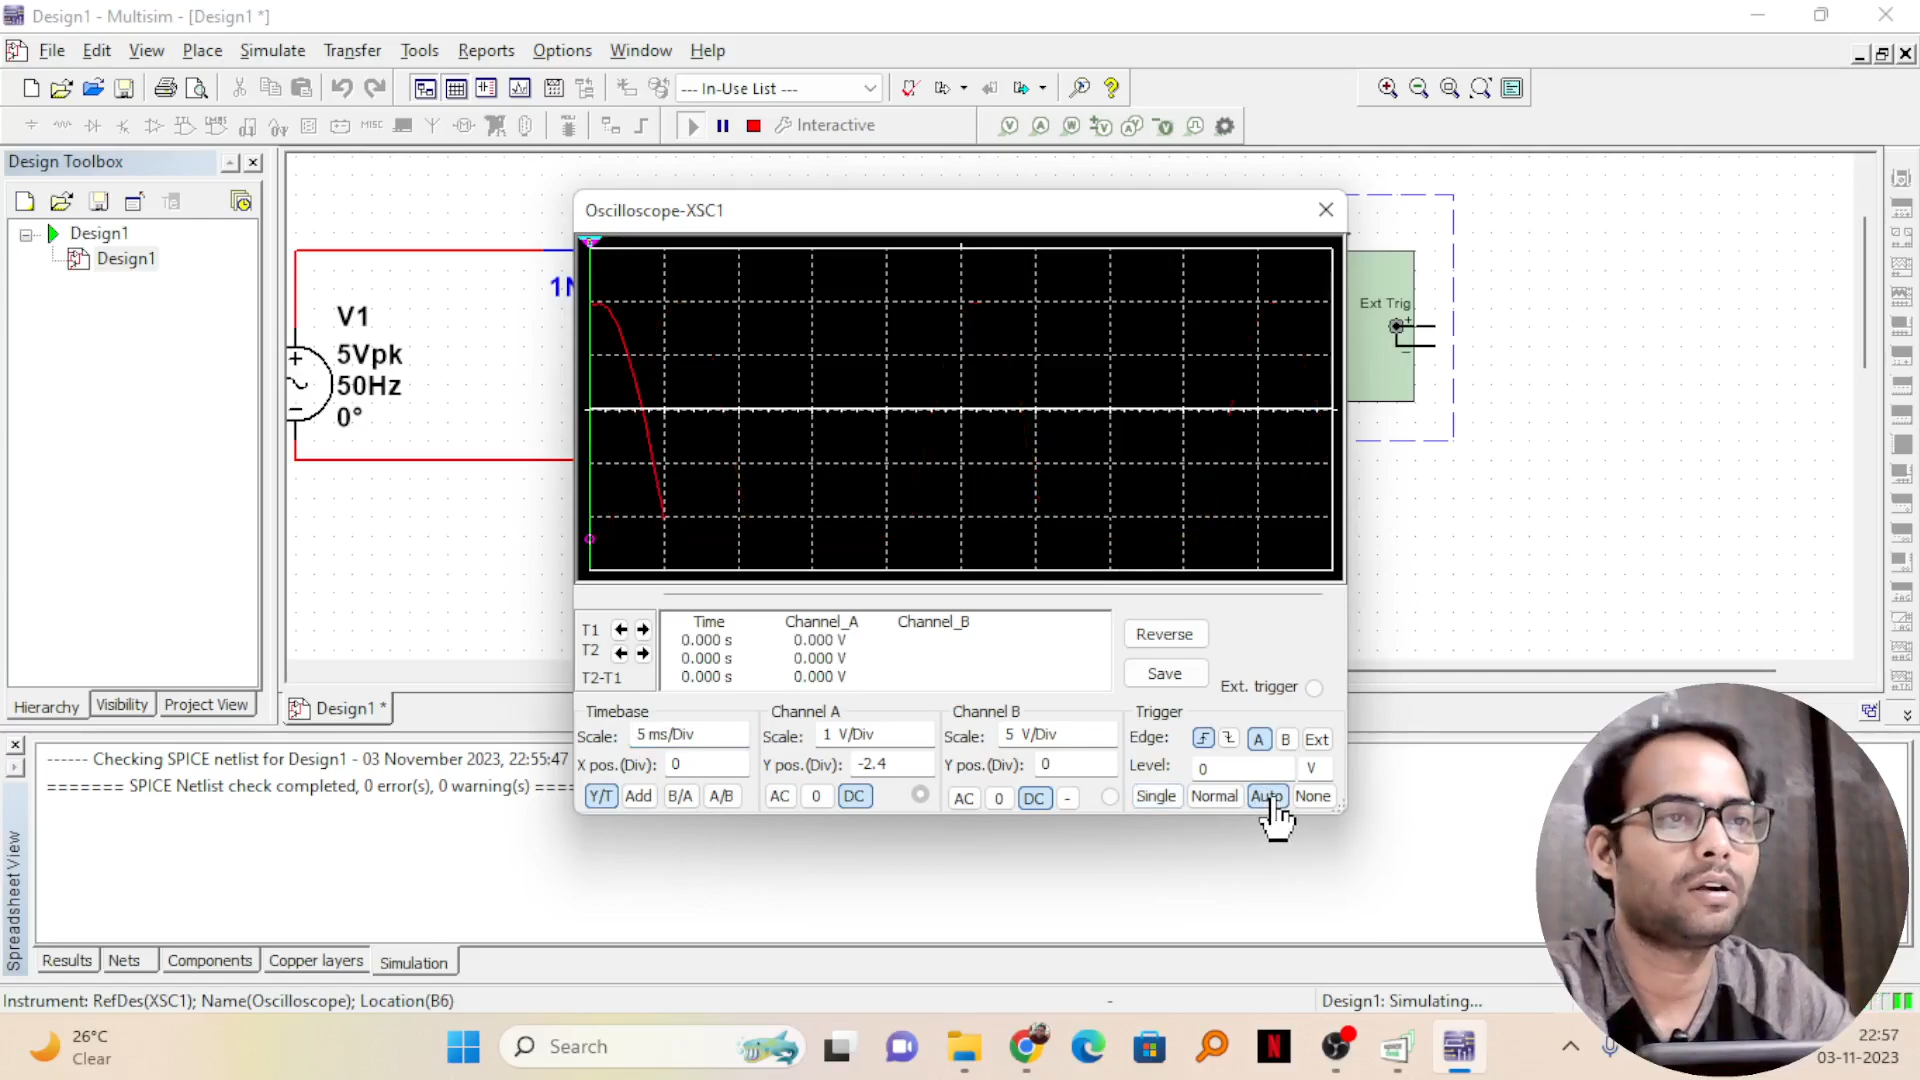 Design1 - Multisim - [Design1 *]
File Edit View Place Simulate Transfer Tools Reports Options Window Help
--- In-Use List ---
MISC
Interactive
Design Toolbox
Design1
Design1
Hierarchy Visibility Project View
V1
5Vpk
50Hz
0°
1N
Oscilloscope-XSC1
Ext Trig
T1
T2
T2-T1
Time Channel_A Channel_B
0.000 s 0.000 V
0.000 s 0.000 V
0.000 s 0.000 V
Reverse
Save
Ext. trigger
Timebase Channel A Channel B Trigger
Scale: 5 ms/Div Scale: 1 V/Div Scale: 5 V/Div Edge: A B Ext
X pos.(Div): 0 Y pos.(Div): -2.4 Y pos.(Div): 0 Level: 0 V
Y/T Add B/A A/B AC 0 DC AC 0 DC - Single Normal Auto None
Design1 *
------ Checking SPICE netlist for Design1 - 03 November 2023, 22:55:47
======= SPICE Netlist check completed, 0 error(s), 0 warning(s) ====
Spreadsheet View
Results Nets Components Copper layers Simulation
Instrument: RefDes(XSC1); Name(Oscilloscope); Location(B6) - Design1: Simulating...
26°C
Clear
Search
22:57
03-11-2023